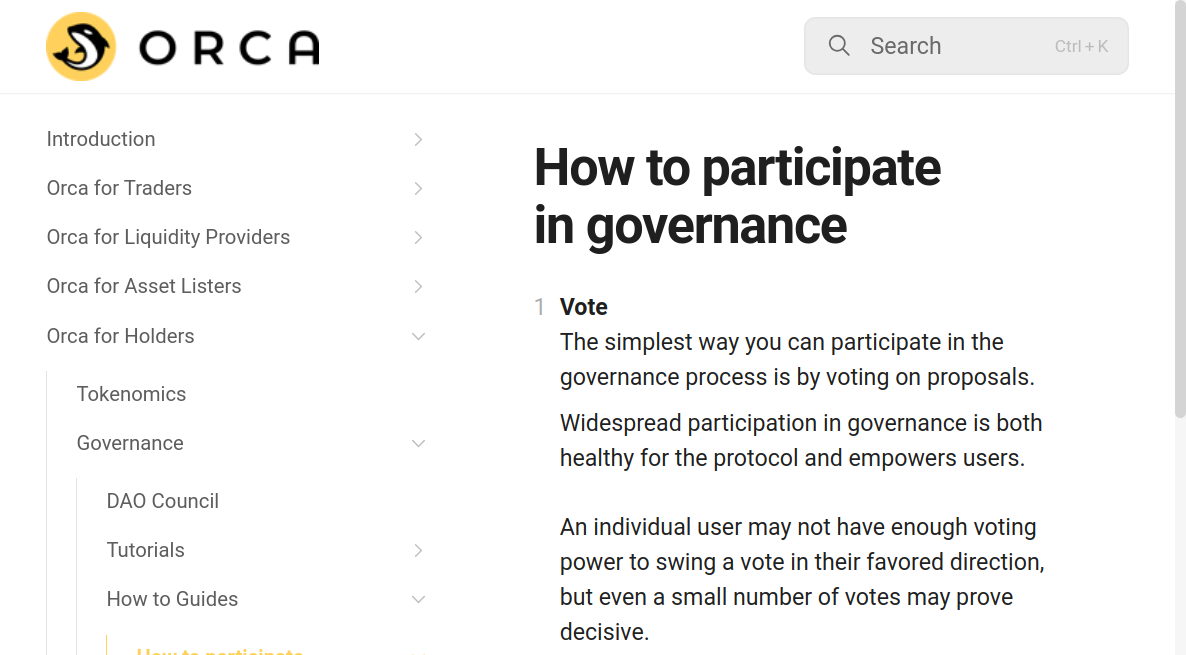 ORCA
Search
Ctrl + K
Introduction
Orca for Traders
Orca for Liquidity Providers
Orca for Asset Listers
Orca for Holders
Tokenomics
Governance
DAO Council
Tutorials
How to Guides
How to participate
How to participate
in governance
1 Vote
The simplest way you can participate in the
governance process is by voting on proposals.
Widespread participation in governance is both
healthy for the protocol and empowers users.
An individual user may not have enough voting
power to swing a vote in their favored direction,
but even a small number of votes may prove
decisive.